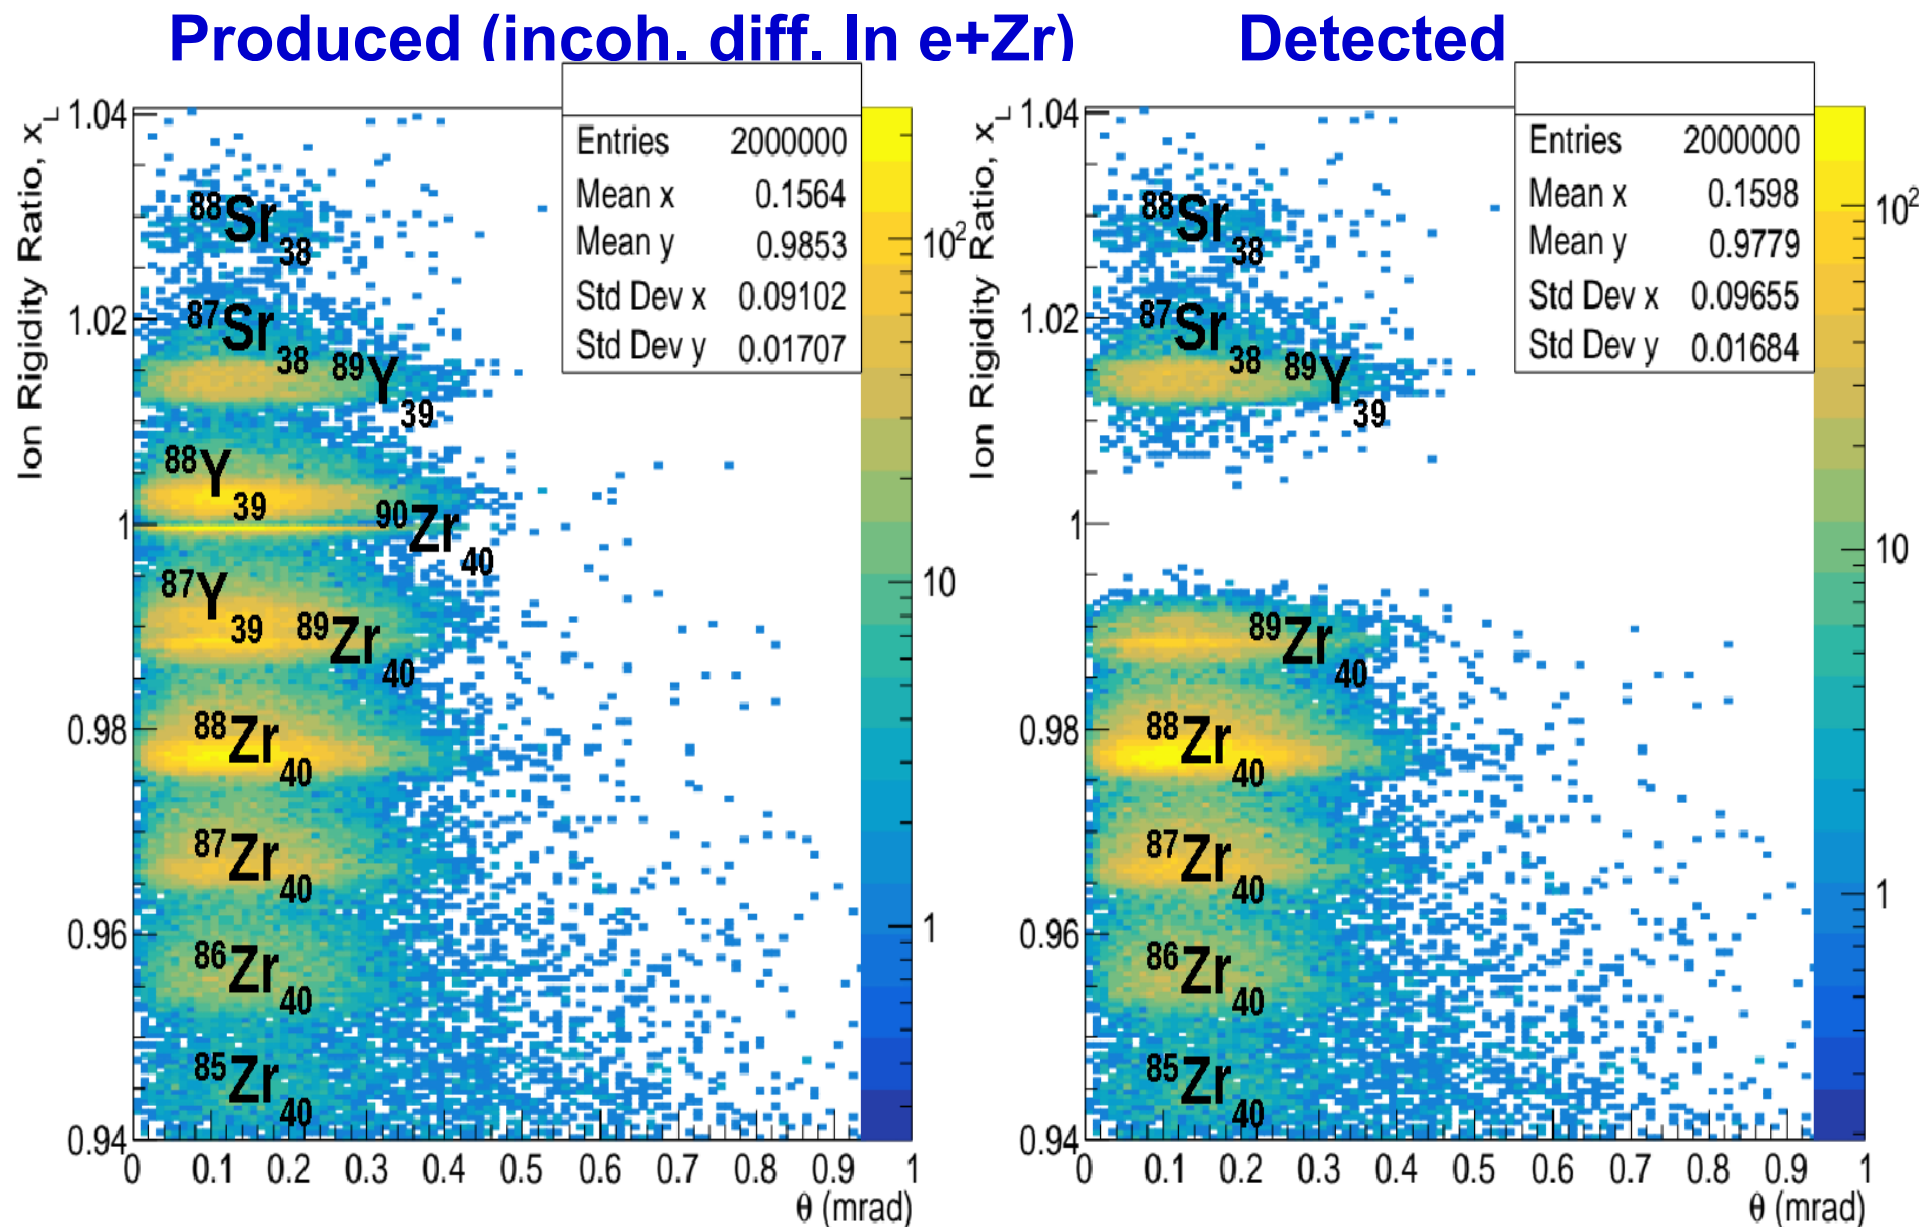 Produced (incoh. diff. In e+Zr)
Detected
Ion Rigidity Ratio, x_L
1.04
1.02
1
0.98
0.96
0.94
Entries 2000000
Mean x 0.1564
Mean y 0.9853
Std Dev x 0.09102
Std Dev y 0.01707
88Sr38
87Sr38
89Y39
88Y39
90Zr40
87Y39
89Zr40
88Zr40
87Zr40
86Zr40
85Zr40
10²
10
1
0 0.1 0.2 0.3 0.4 0.5 0.6 0.7 0.8 0.9 1
θ (mrad)
Ion Rigidity Ratio, x_L
1.04
1.02
1
0.98
0.96
0.94
Entries 2000000
Mean x 0.1598
Mean y 0.9779
Std Dev x 0.09655
Std Dev y 0.01684
88Sr38
87Sr38
89Y39
89Zr40
88Zr40
87Zr40
86Zr40
85Zr40
10²
10
1
0 0.1 0.2 0.3 0.4 0.5 0.6 0.7 0.8 0.9 1
θ (mrad)